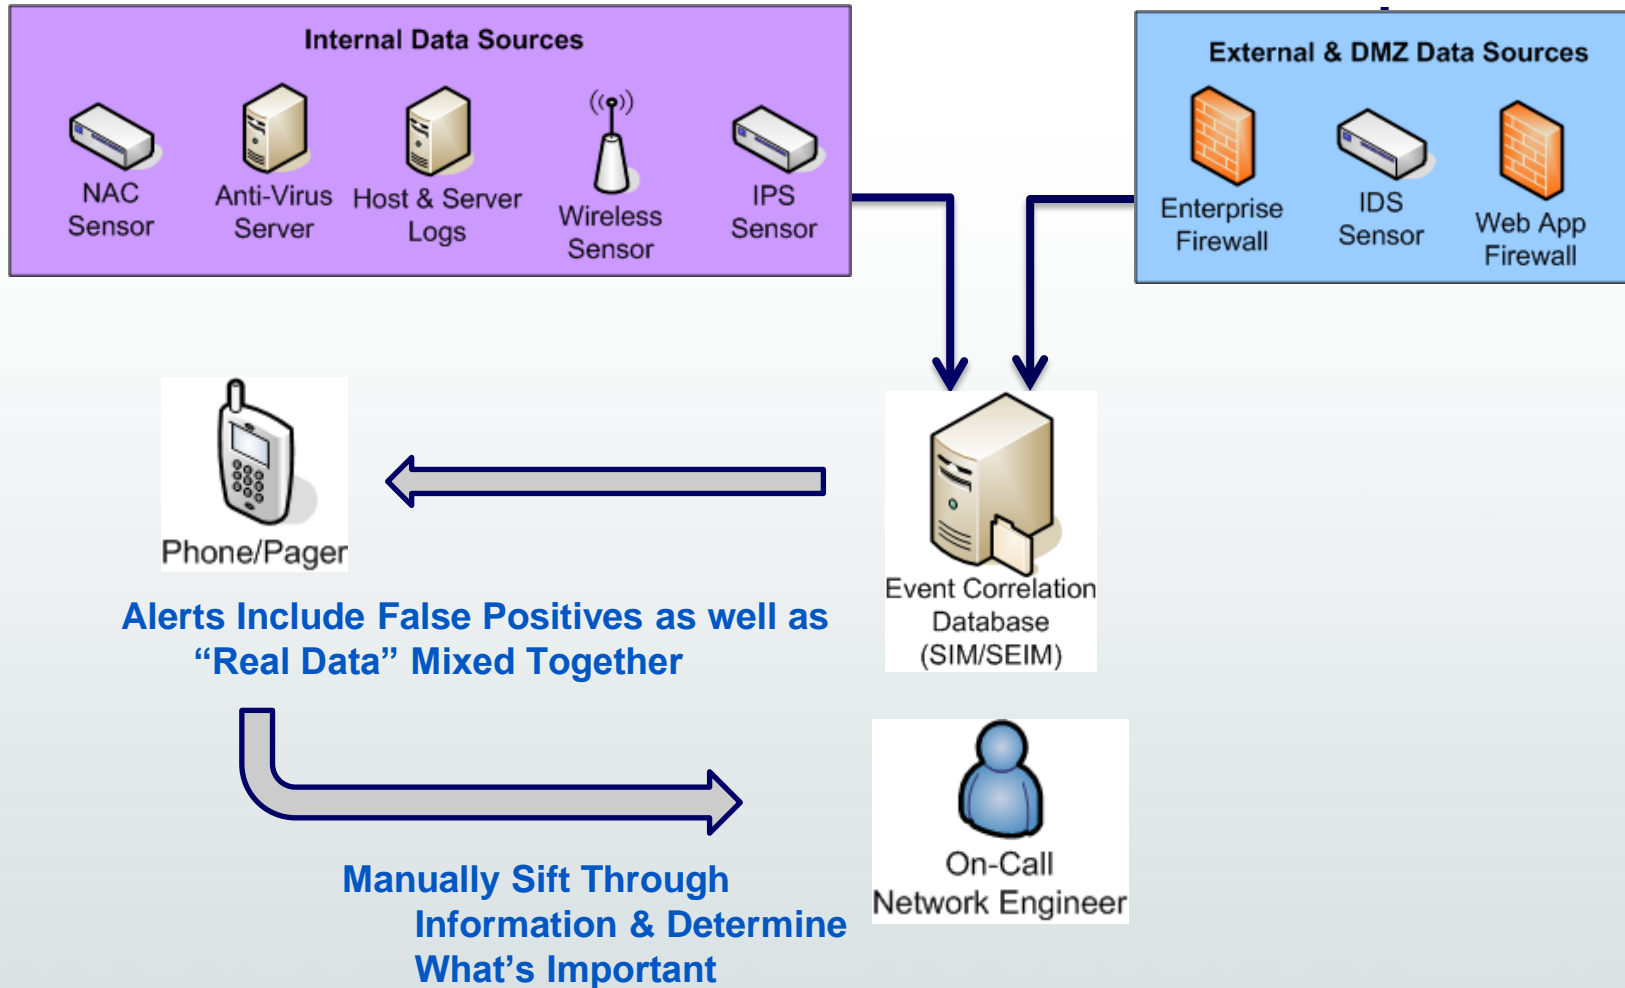 Internal Data Sources
NAC
Sensor
Anti-Virus
Server
Host & Server
Logs
Wireless
Sensor
IPS
Sensor
External & DMZ Data Sources
Enterprise
Firewall
IDS
Sensor
Web App
Firewall
Phone/Pager
Event Correlation
Database
(SIM/SEIM)
Alerts Include False Positives as well as
“Real Data” Mixed Together
On-Call
Network Engineer
Manually Sift Through
Information & Determine
What’s Important